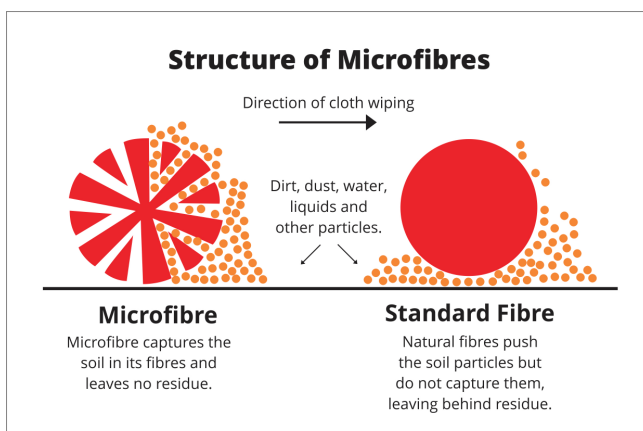 Structure of Microfibres
Direction of cloth wiping
Dirt, dust, water,
liquids and
other particles.
Microfibre
Microfibre captures the
soil in its fibres and
leaves no residue.
Standard Fibre
Natural fibres push
the soil particles but
do not capture them,
leaving behind residue.